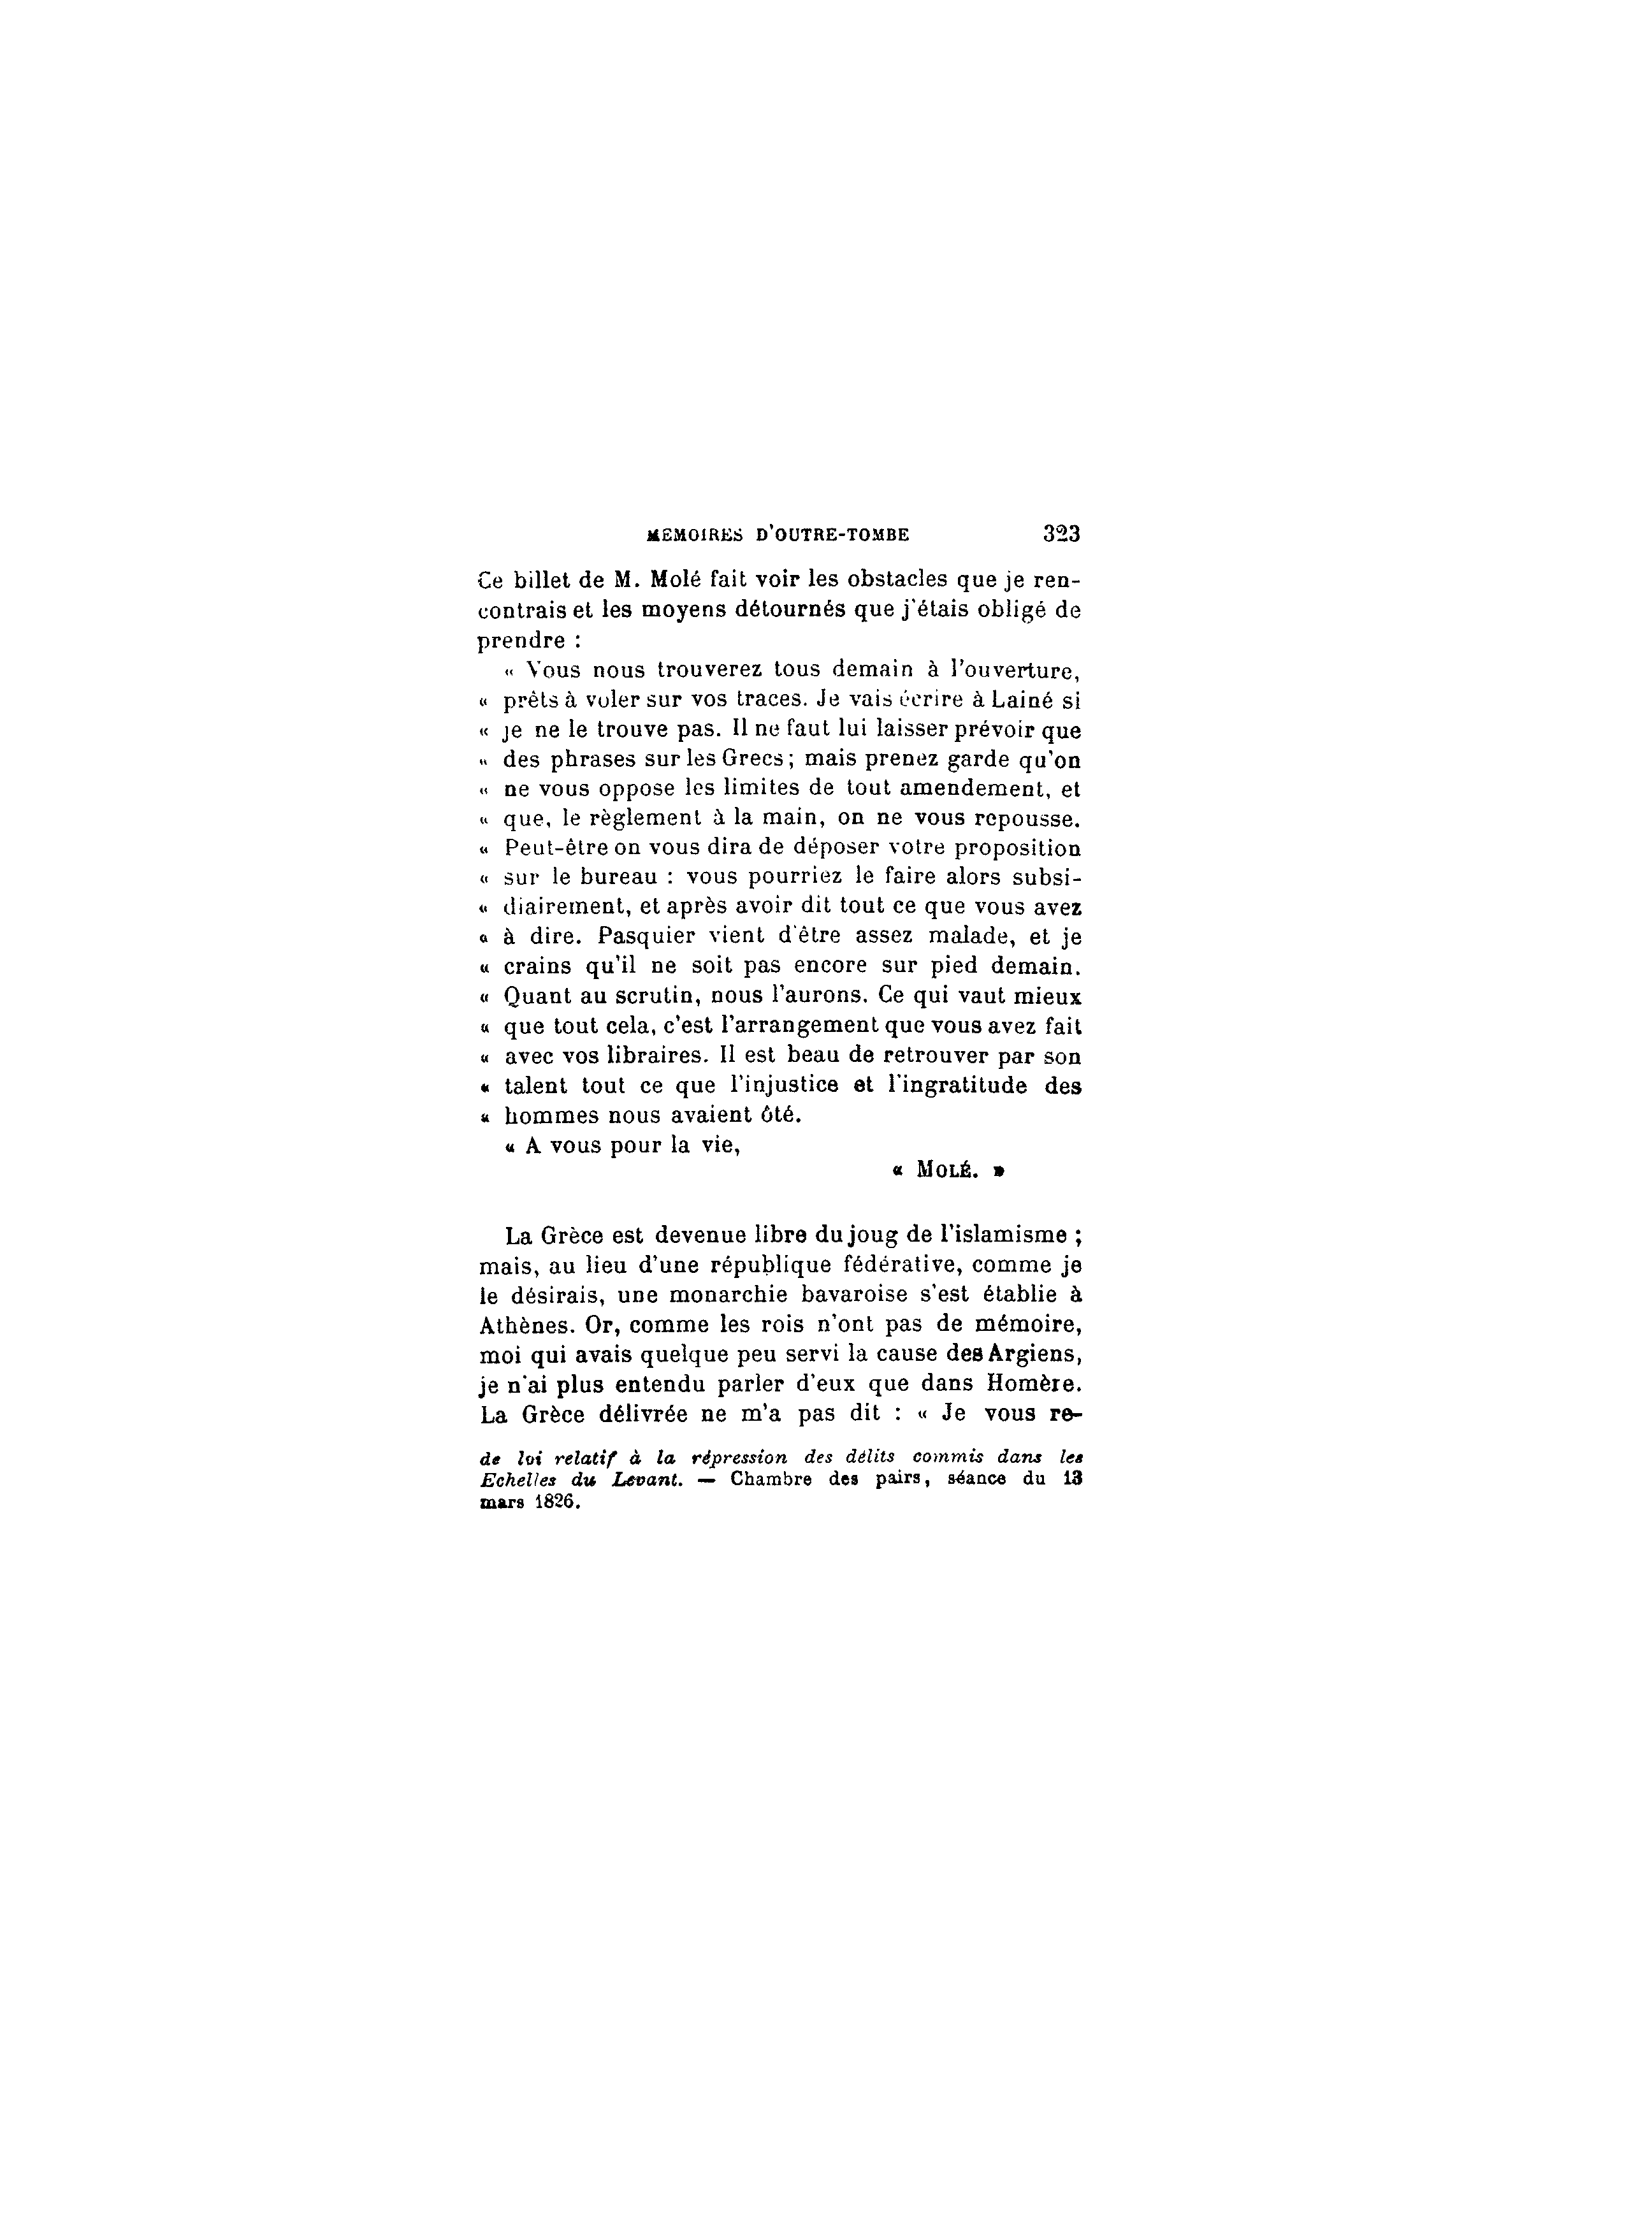 MEMOIRES D'OUTRE-TOMBE 323
Ce billet de M. Molé fait voir les obstacles que je ren-
contrais et les moyens détournés que j'étais obligé de
prendre :
« Vous nous trouverez tous demain à l'ouverture,
« prêts à voler sur vos traces. Je vais écrire à Lainé si
« je ne le trouve pas. Il ne faut lui laisser prévoir que
« des phrases sur les Grecs ; mais prenez garde qu'on
« ne vous oppose les limites de tout amendement, et
« que, le règlement à la main, on ne vous repousse.
« Peut-être on vous dira de déposer votre proposition
« sur le bureau : vous pourriez le faire alors subsi-
« diairement, et après avoir dit tout ce que vous avez
« à dire. Pasquier vient d'être assez malade, et je
« crains qu'il ne soit pas encore sur pied demain.
« Quant au scrutin, nous l'aurons. Ce qui vaut mieux
« que tout cela, c'est l'arrangement que vous avez fait
« avec vos libraires. Il est beau de retrouver par son
« talent tout ce que l'injustice et l'ingratitude des
« hommes nous avaient ôté.
« A vous pour la vie,
« MOLÉ. »
La Grèce est devenue libre du joug de l'islamisme ;
mais, au lieu d'une république fédérative, comme je
le désirais, une monarchie bavaroise s'est établie à
Athènes. Or, comme les rois n'ont pas de mémoire,
moi qui avais quelque peu servi la cause des Argiens,
je n'ai plus entendu parler d'eux que dans Homère.
La Grèce délivrée ne m'a pas dit : « Je vous re-
de loi relatif à la répression des délits commis dans les
Echelles du Levant. — Chambre des pairs, séance du 13
mars 1826.